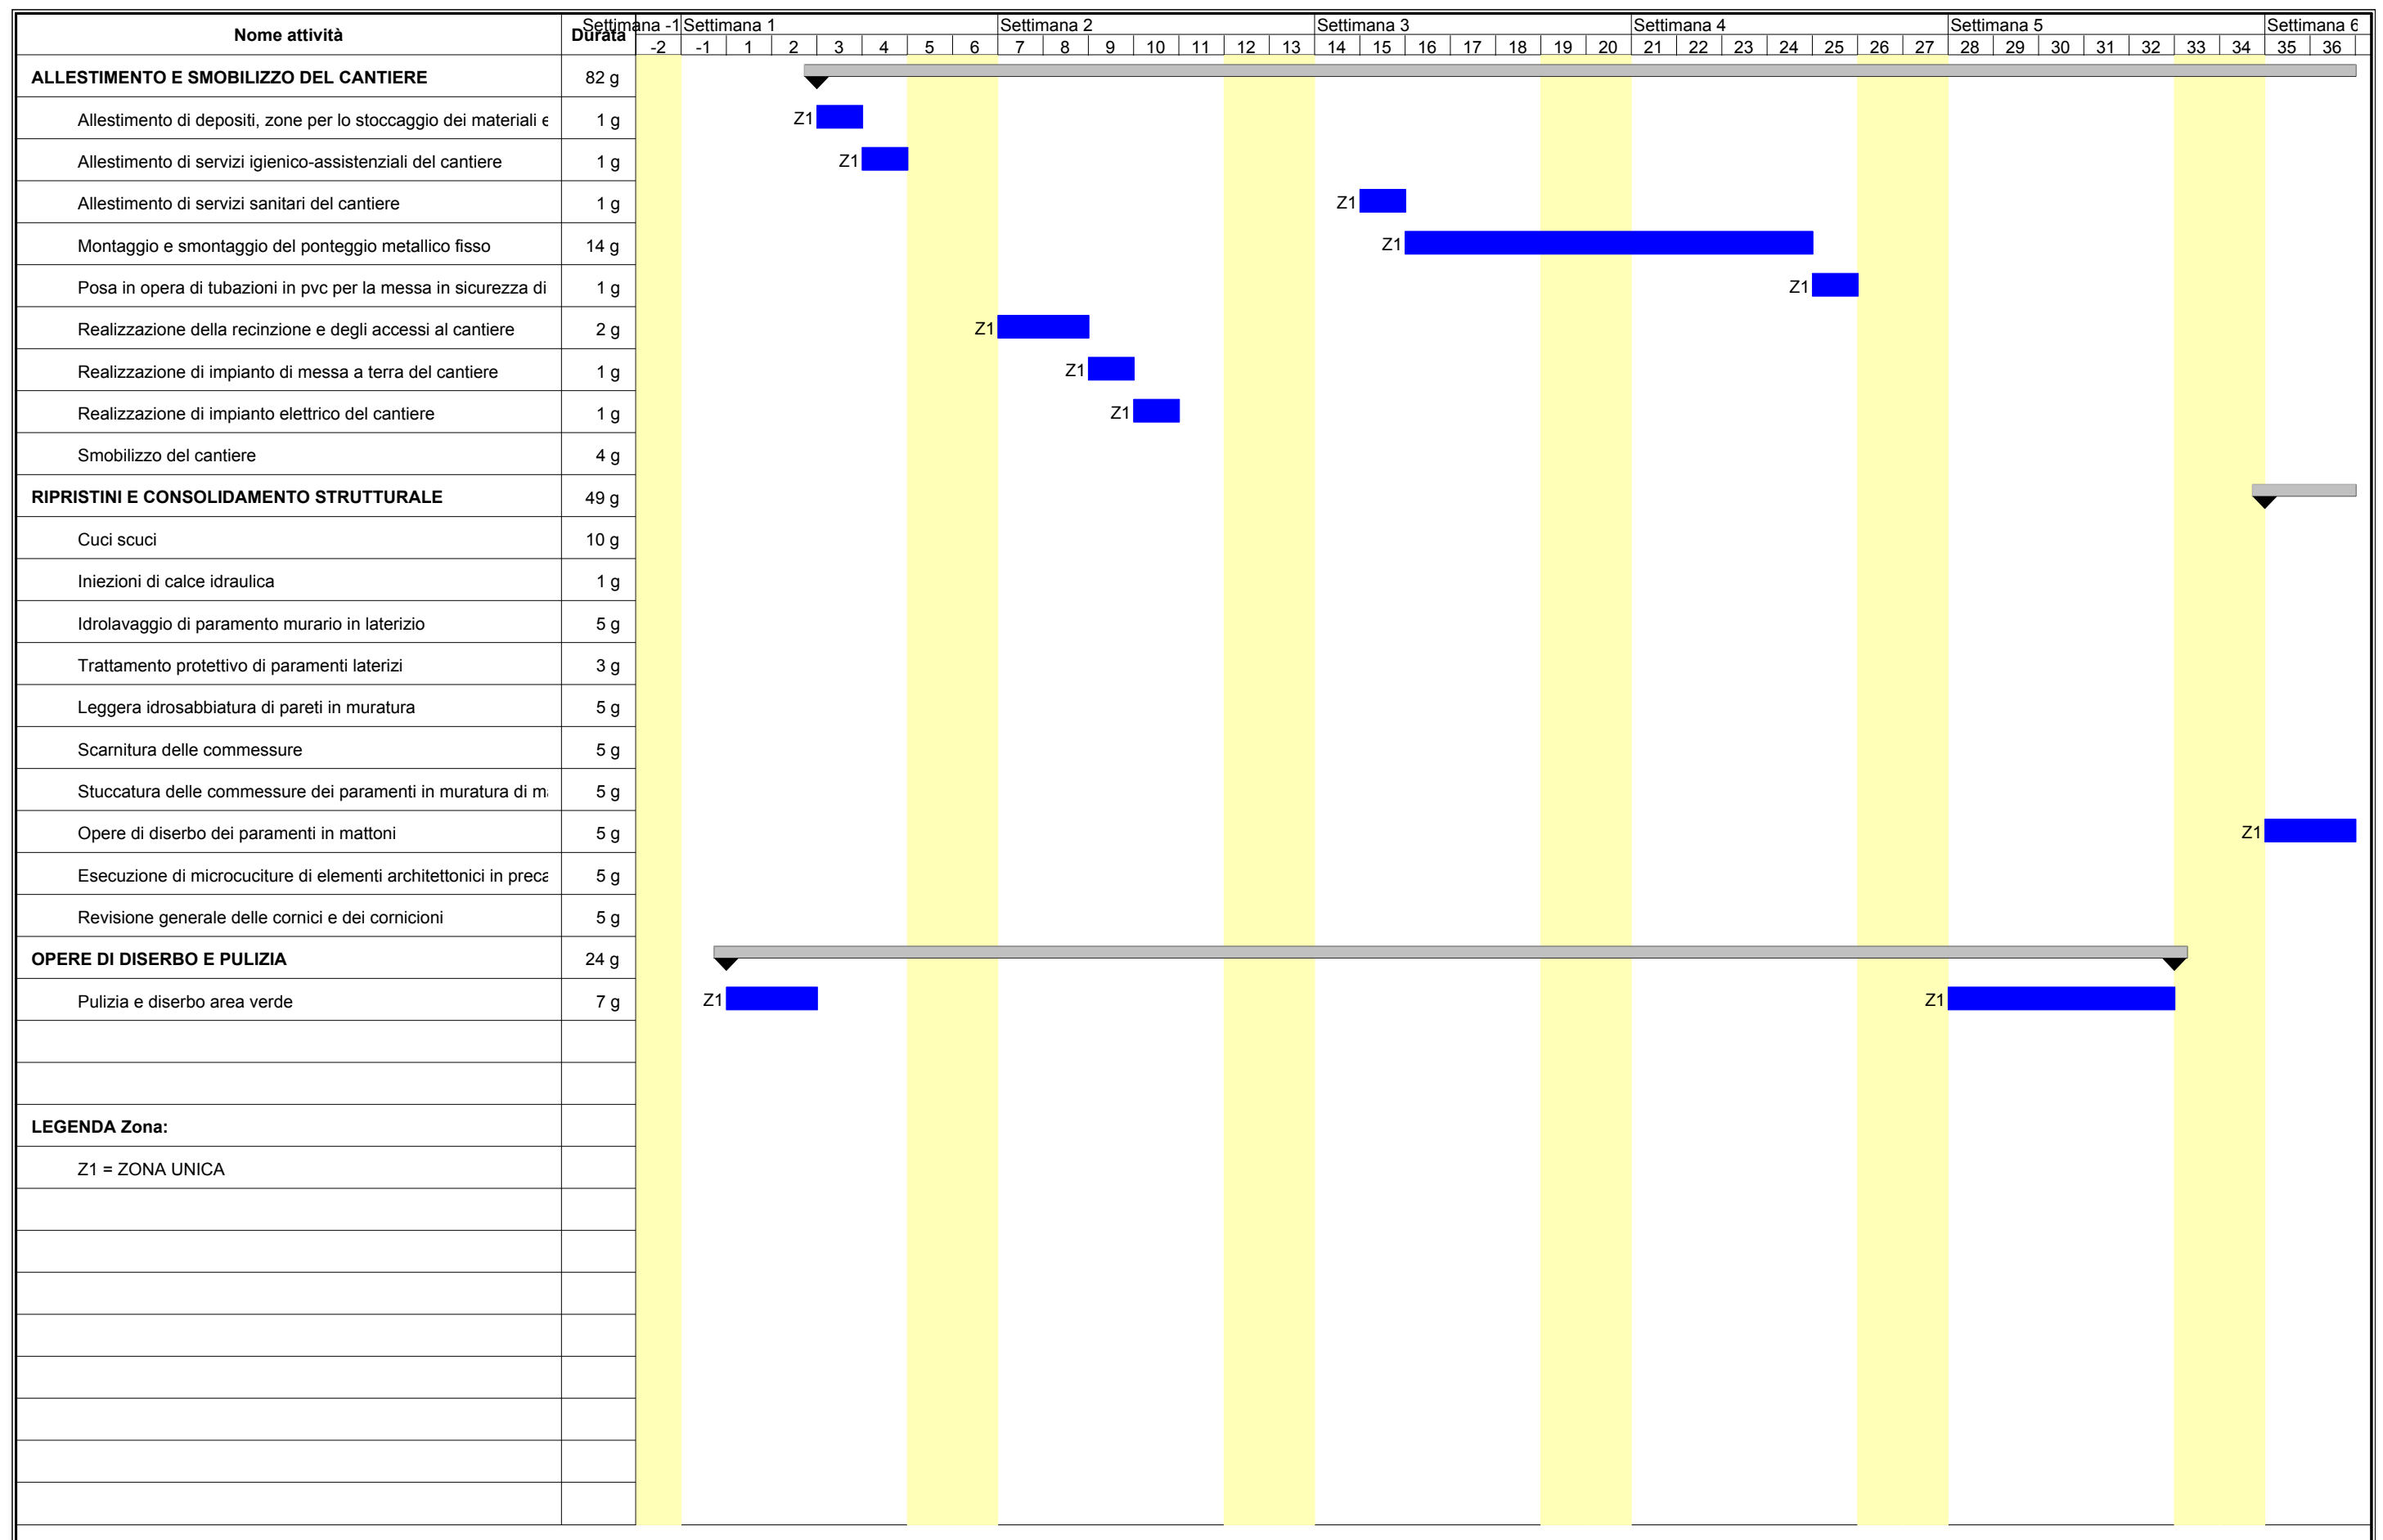 Nome attività Durata Settimana -1 Settimana 1 Settimana 2 Settimana 3 Settimana 4 Settimana 5 Settimana 6
-2 -1 1 2 3 4 5 6 7 8 9 10 11 12 13 14 15 16 17 18 19 20 21 22 23 24 25 26 27 28 29 30 31 32 33 34 35 36
ALLESTIMENTO E SMOBILIZZO DEL CANTIERE 82 g
Allestimento di depositi, zone per lo stoccaggio dei materiali e 1 g Z1
Allestimento di servizi igienico-assistenziali del cantiere 1 g Z1
Allestimento di servizi sanitari del cantiere 1 g Z1
Montaggio e smontaggio del ponteggio metallico fisso 14 g Z1
Posa in opera di tubazioni in pvc per la messa in sicurezza di 1 g Z1
Realizzazione della recinzione e degli accessi al cantiere 2 g Z1
Realizzazione di impianto di messa a terra del cantiere 1 g Z1
Realizzazione di impianto elettrico del cantiere 1 g Z1
Smobilizzo del cantiere 4 g
RIPRISTINI E CONSOLIDAMENTO STRUTTURALE 49 g
Cuci scuci 10 g
Iniezioni di calce idraulica 1 g
Idrolavaggio di paramento murario in laterizio 5 g
Trattamento protettivo di paramenti laterizi 3 g
Leggera idrosabbiatura di pareti in muratura 5 g
Scarnitura delle commessure 5 g
Stuccatura delle commessure dei paramenti in muratura di 5 g
Opere di diserbo dei paramenti in mattoni 5 g Z1
Esecuzione di microcuciture di elementi architettonici in preca 5 g
Revisione generale delle cornici e dei cornicioni 5 g
OPERE DI DISERBO E PULIZIA 24 g
Pulizia e diserbo area verde 7 g Z1 Z1
LEGENDA Zona:
Z1 = ZONA UNICA